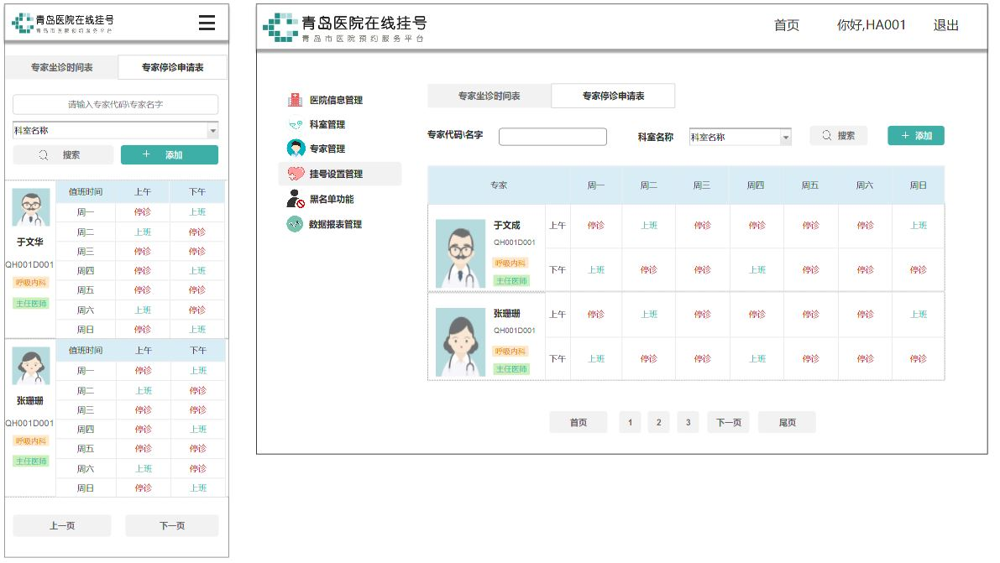 青岛医院在线挂号
青岛市医院预约服务平台
专家坐诊时间表 专家停诊申请表
请输入专家代码\专家名字
科室名称
搜索 + 添加
值班时间 上午 下午
周一 停诊 上班
周二 上班 停诊
周三 停诊 停诊
周四 停诊 上班
周五 停诊 停诊
周六 上班 停诊
周日 停诊 上班
于文华
QH001D001
呼吸内科
主任医师
值班时间 上午 下午
周一 停诊 上班
周二 上班 停诊
周三 停诊 停诊
周四 停诊 上班
周五 停诊 停诊
周六 上班 停诊
周日 停诊 上班
张珊珊
QH001D001
呼吸内科
主任医师
上一页 下一页
青岛医院在线挂号
青岛市医院预约服务平台
首页 你好,HA001 退出
医院信息管理
科室管理
专家管理
挂号设置管理
黑名单功能
数据报表管理
专家坐诊时间表 专家停诊申请表
专家代码\名字 科室名称 科室名称 搜索 + 添加
专家 周一 周二 周三 周四 周五 周六 周日
于文成
QH001D001
呼吸内科
主任医师
上午 停诊 上班 停诊 停诊 停诊 停诊 上班
下午 上班 停诊 停诊 上班 停诊 停诊 停诊
张珊珊
QH001D001
呼吸内科
主任医师
上午 停诊 上班 停诊 停诊 停诊 停诊 上班
下午 上班 停诊 停诊 上班 停诊 停诊 停诊
首页 1 2 3 下一页 尾页